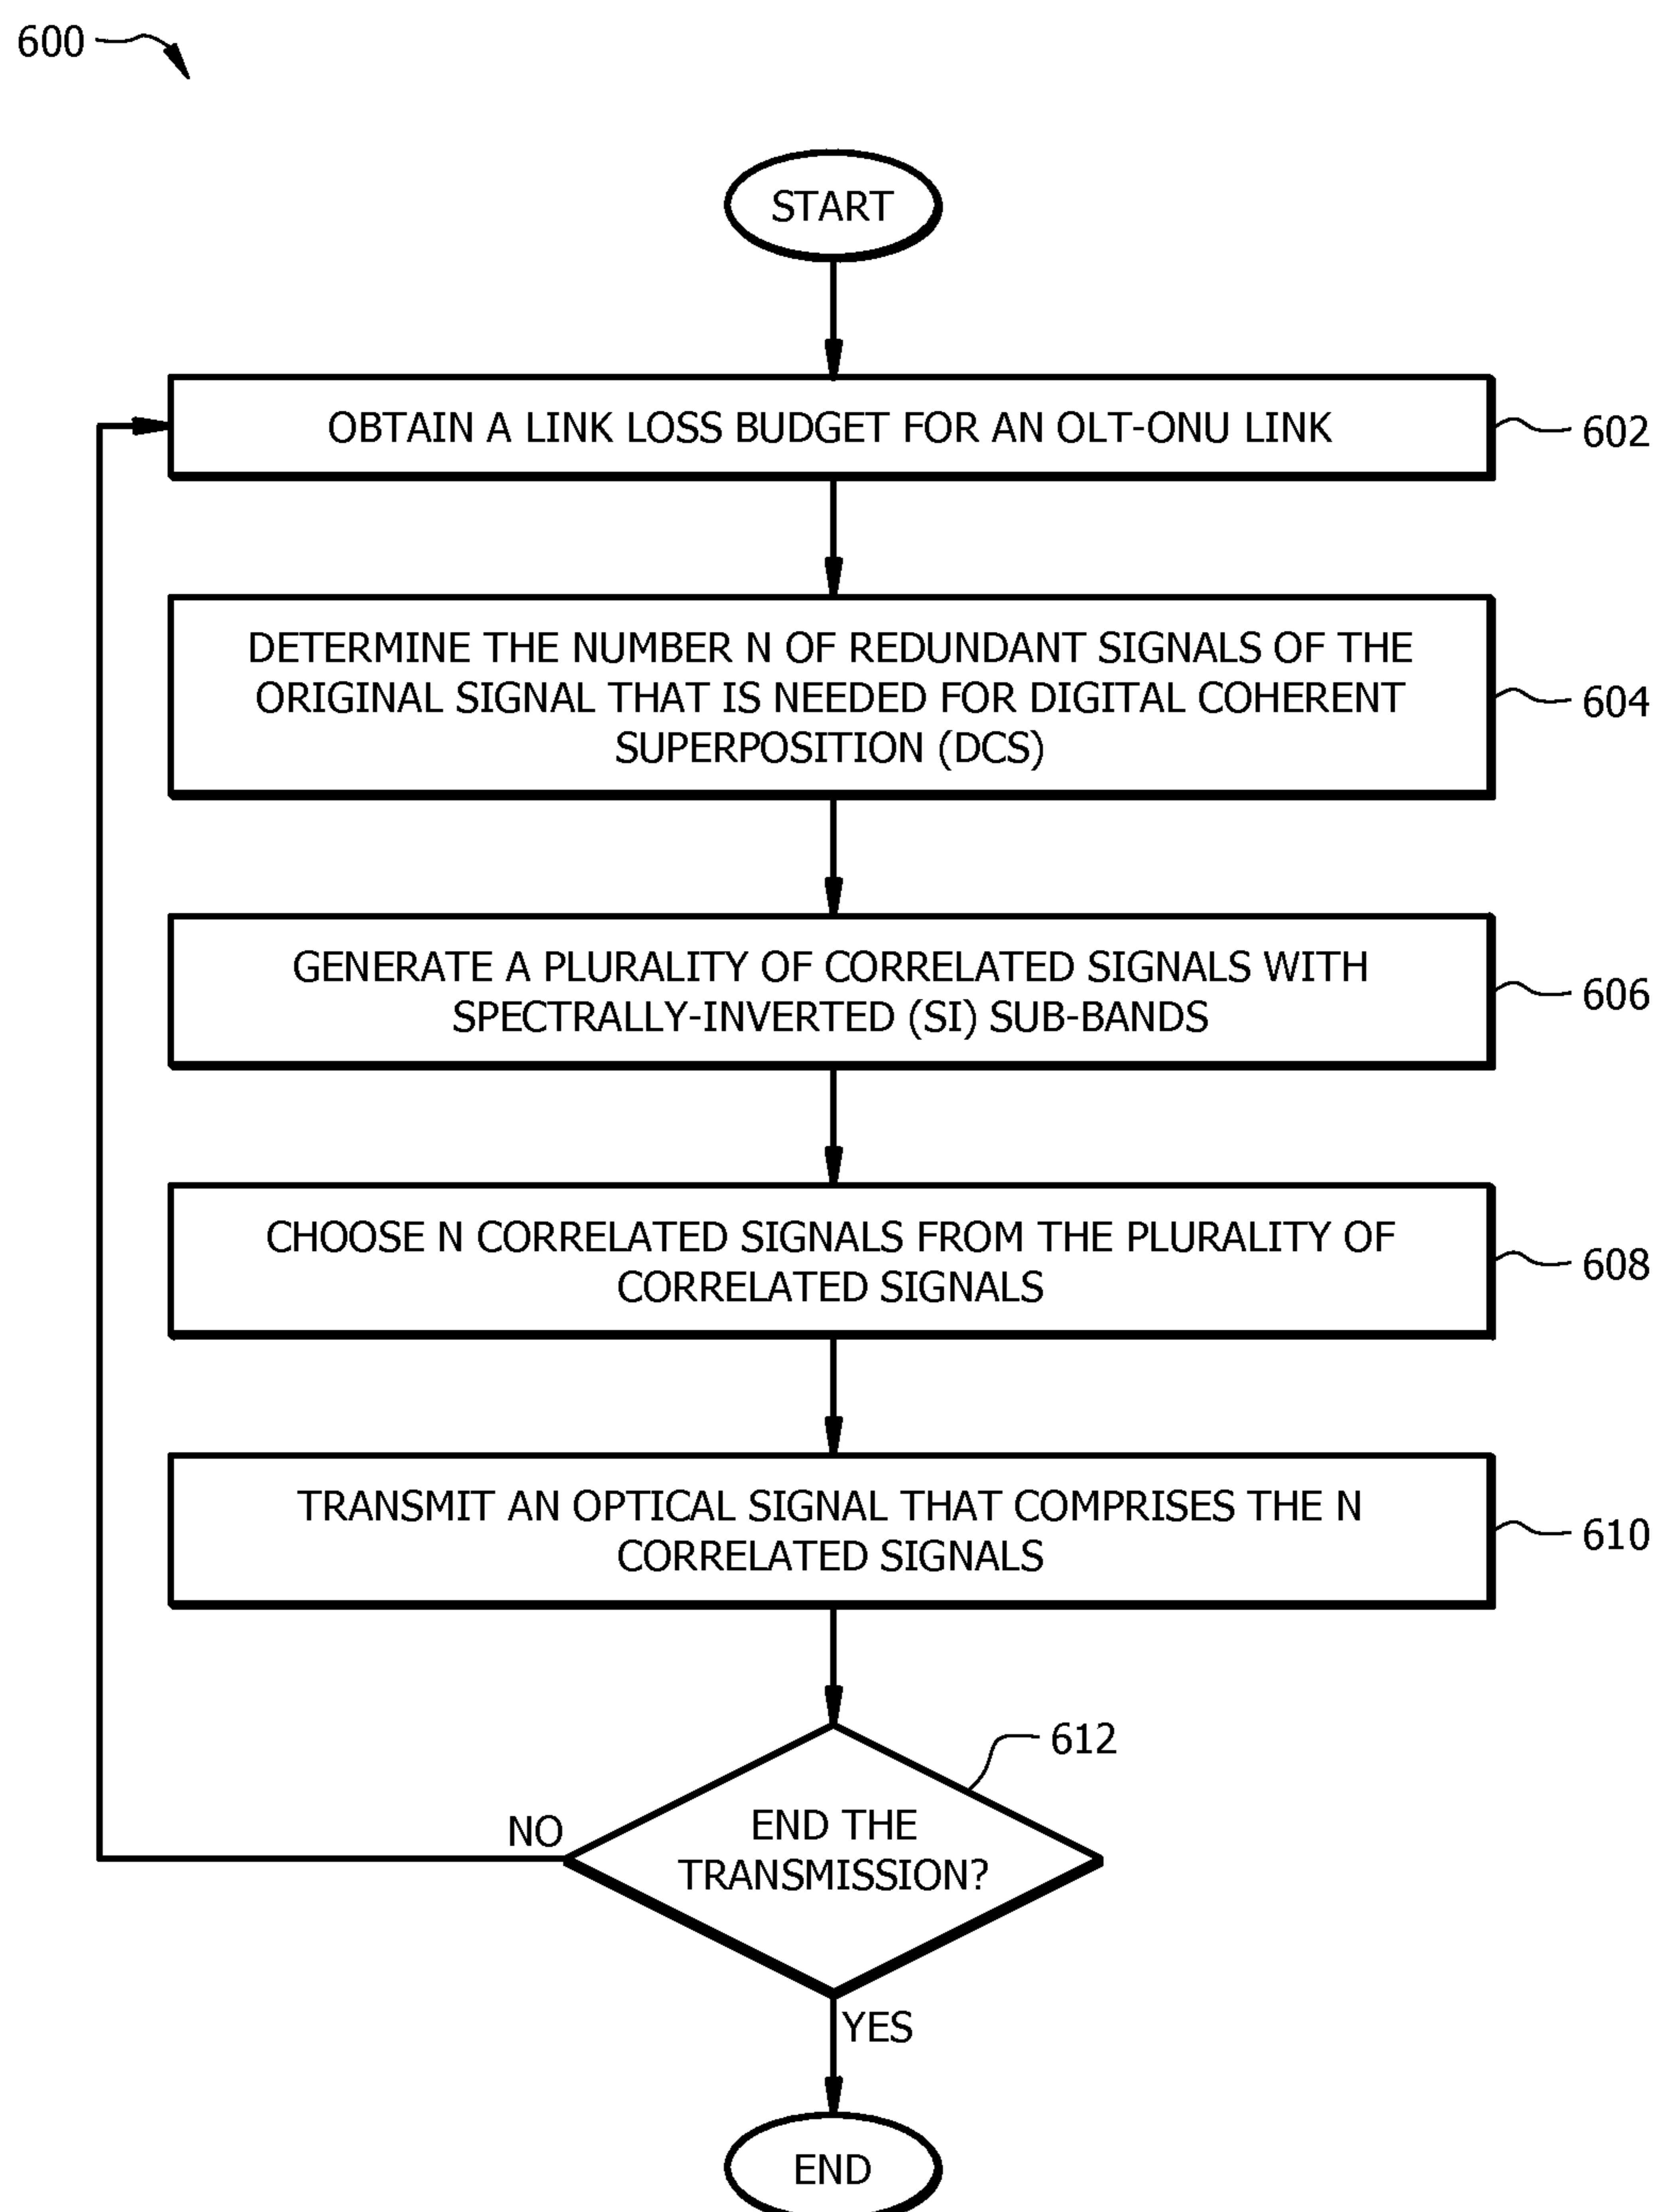 600
START
OBTAIN A LINK LOSS BUDGET FOR AN OLT-ONU LINK
602
DETERMINE THE NUMBER N OF REDUNDANT SIGNALS OF THE
ORIGINAL SIGNAL THAT IS NEEDED FOR DIGITAL COHERENT
SUPERPOSITION (DCS)
604
GENERATE A PLURALITY OF CORRELATED SIGNALS WITH
SPECTRALLY-INVERTED (SI) SUB-BANDS
606
CHOOSE N CORRELATED SIGNALS FROM THE PLURALITY OF
CORRELATED SIGNALS
608
TRANSMIT AN OPTICAL SIGNAL THAT COMPRISES THE N
CORRELATED SIGNALS
610
612
END THE
TRANSMISSION?
NO
YES
END